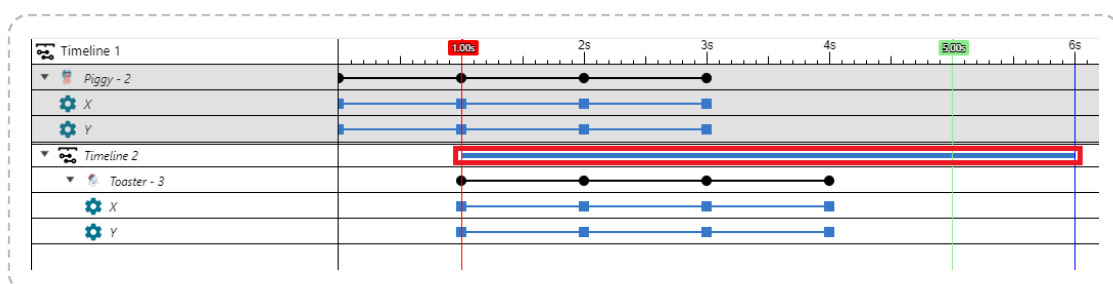 Timeline 1 1.00s 2s 3s 4s 5.00s 6s
Piggy - 2
X
Y
Timeline 2
Toaster - 3
X
Y